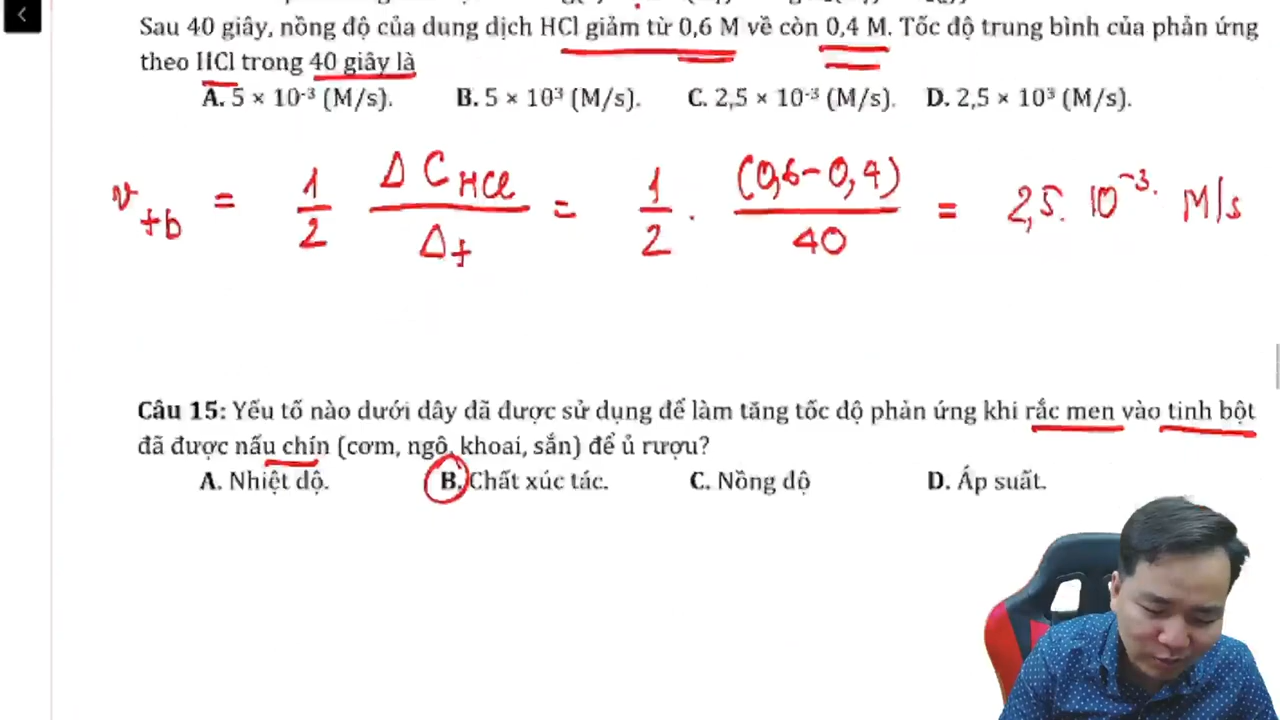 Sau 40 giây, nồng độ của dung dịch HCl giảm từ 0,6 M về còn 0,4 M. Tốc độ trung bình của phản ứng
theo HCl trong 40 giây là
A. 5 × 10⁻³ (M/s). B. 5 × 10³ (M/s). C. 2,5 × 10⁻³ (M/s). D. 2,5 × 10³ (M/s).
v_tb = 1/2 ΔC_HCl/Δt = 1/2 . (0,6-0,4)/40 = 2,5. 10⁻³. M/s
Câu 15: Yếu tố nào dưới đây đã được sử dụng để làm tăng tốc độ phản ứng khi rắc men vào tinh bột
đã được nấu chín (cơm, ngô, khoai, sắn) để ủ rượu?
A. Nhiệt độ. B. Chất xúc tác. C. Nồng độ D. Áp suất.